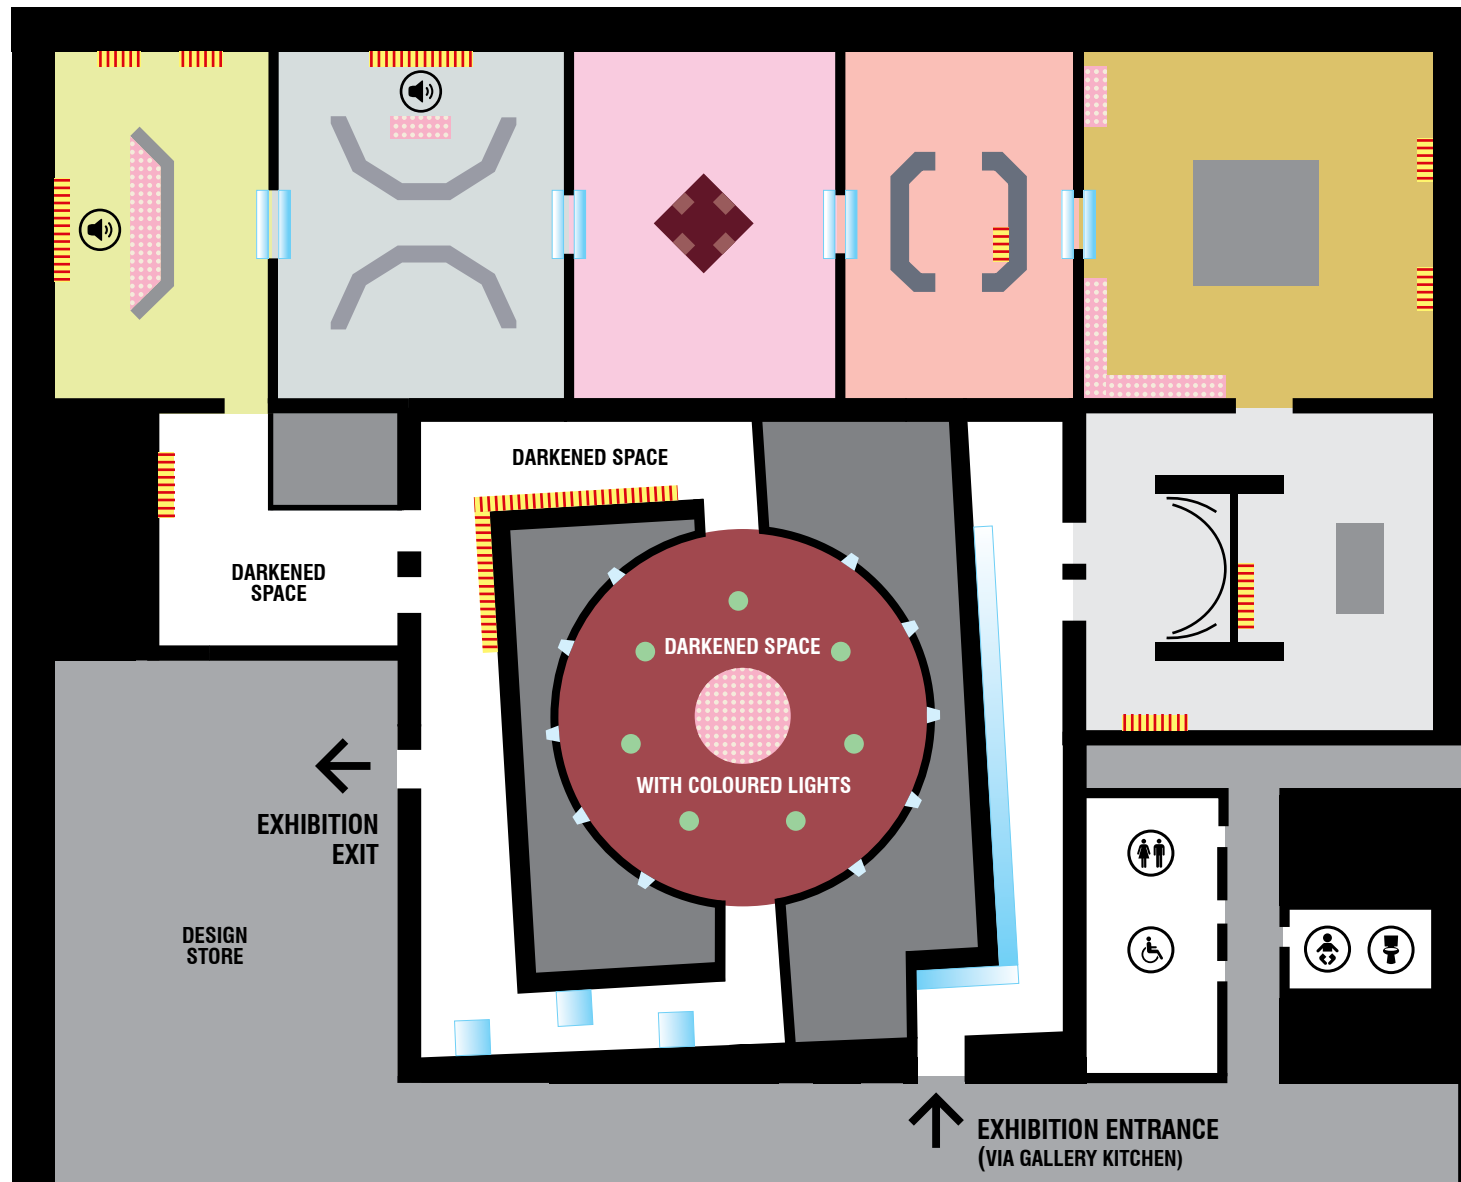 DARKENED SPACE
DARKENED
SPACE
DARKENED SPACE
WITH COLOURED LIGHTS
EXHIBITION
EXIT
DESIGN
STORE
EXHIBITION ENTRANCE
(VIA GALLERY KITCHEN)